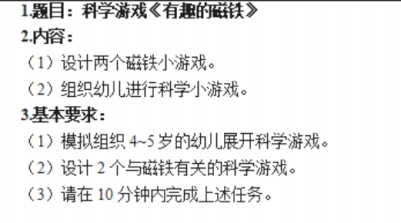 1.题目：科学游戏《有趣的磁铁》
2.内容：
（1）设计两个磁铁小游戏。
（2）组织幼儿进行科学小游戏。
3.基本要求：
（1）模拟组织 4~5 岁的幼儿展开科学游戏。
（2）设计 2 个与磁铁有关的科学游戏。
（3）请在 10 分钟内完成上述任务。